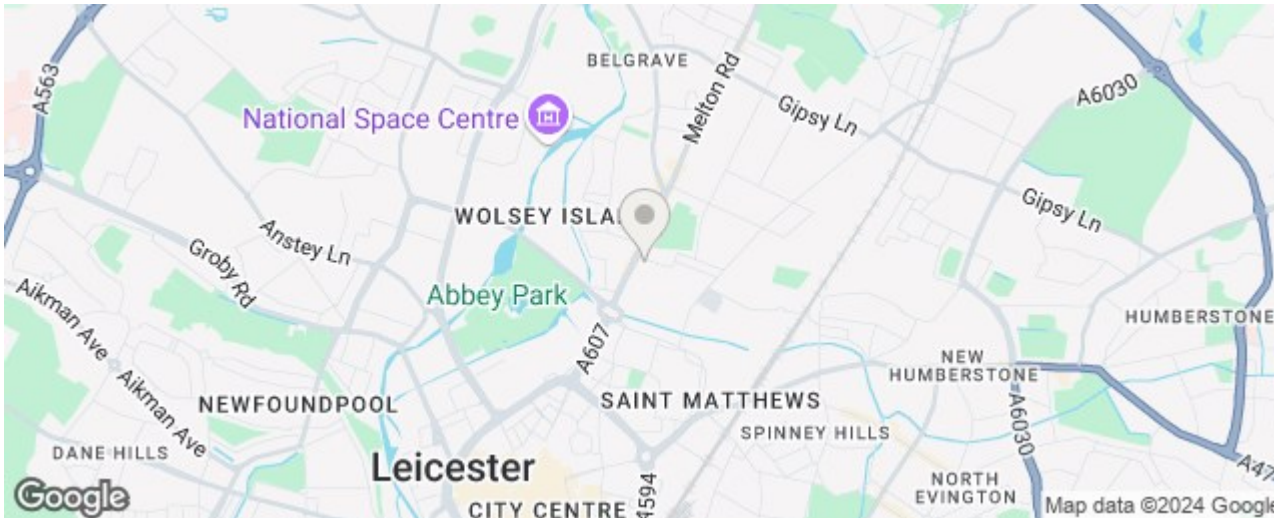 BELGRAVE
Melton Rd
A563
A6030
National Space Centre
Gipsy Ln
WOLSEY ISLA
Gipsy Ln
Anstey Ln
Groby Rd
Abbey Park
Aikman Ave
A607
HUMBERSTONE
NEW
HUMBERSTONE
Aikman Ave
NEWFOUNDPOOL
SAINT MATTHEWS
A6030
DANE HILLS
SPINNEY HILLS
Leicester
A47
NORTH
EVINGTON
A594
CITY CENTRE
Google
Map data ©2024 Google